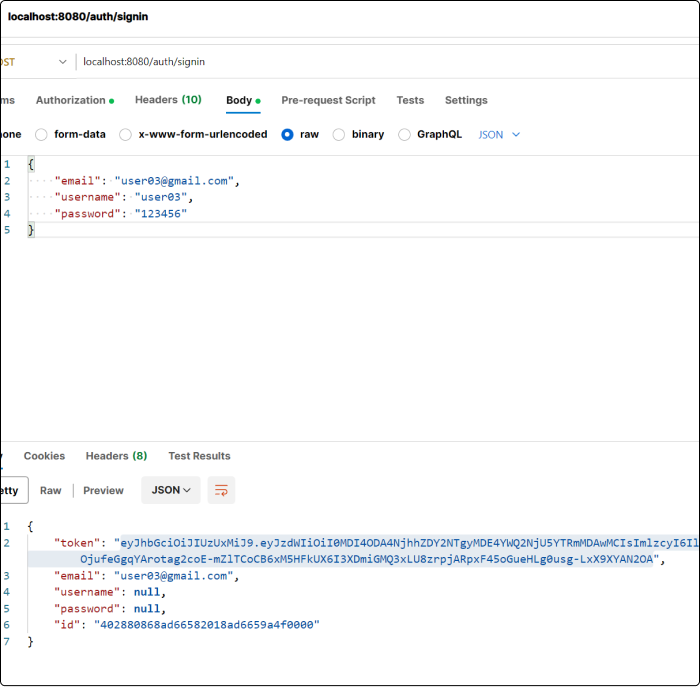 localhost:8080/auth/signin
OST localhost:8080/auth/signin
ms Authorization Headers (10) Body Pre-request Script Tests Settings
none form-data x-www-form-urlencoded raw binary GraphQL JSON
1 {
2 "email": "user03@gmail.com",
3 "username": "user03",
4 "password": "123456"
5 }
Cookies Headers (8) Test Results
etty Raw Preview JSON
1 {
2 "token": "eyJhbGciOiJIUzUxMiJ9.eyJzdWIiOiI0MDI4ODA4NjhhZDY2NTgyMDE4YWQ2NjU5YTRmMDAwMCIsImlzcyI6Il
OjufeGgqYArotag2coE-mZlTCoCB6xM5HFkUX6I3XDmiGMQ3xLU8zrpjARpxF45oGueHLg0usg-LxX9XYAN2OA",
3 "email": "user03@gmail.com",
4 "username": null,
5 "password": null,
6 "id": "402880868ad66582018ad6659a4f0000"
7 }